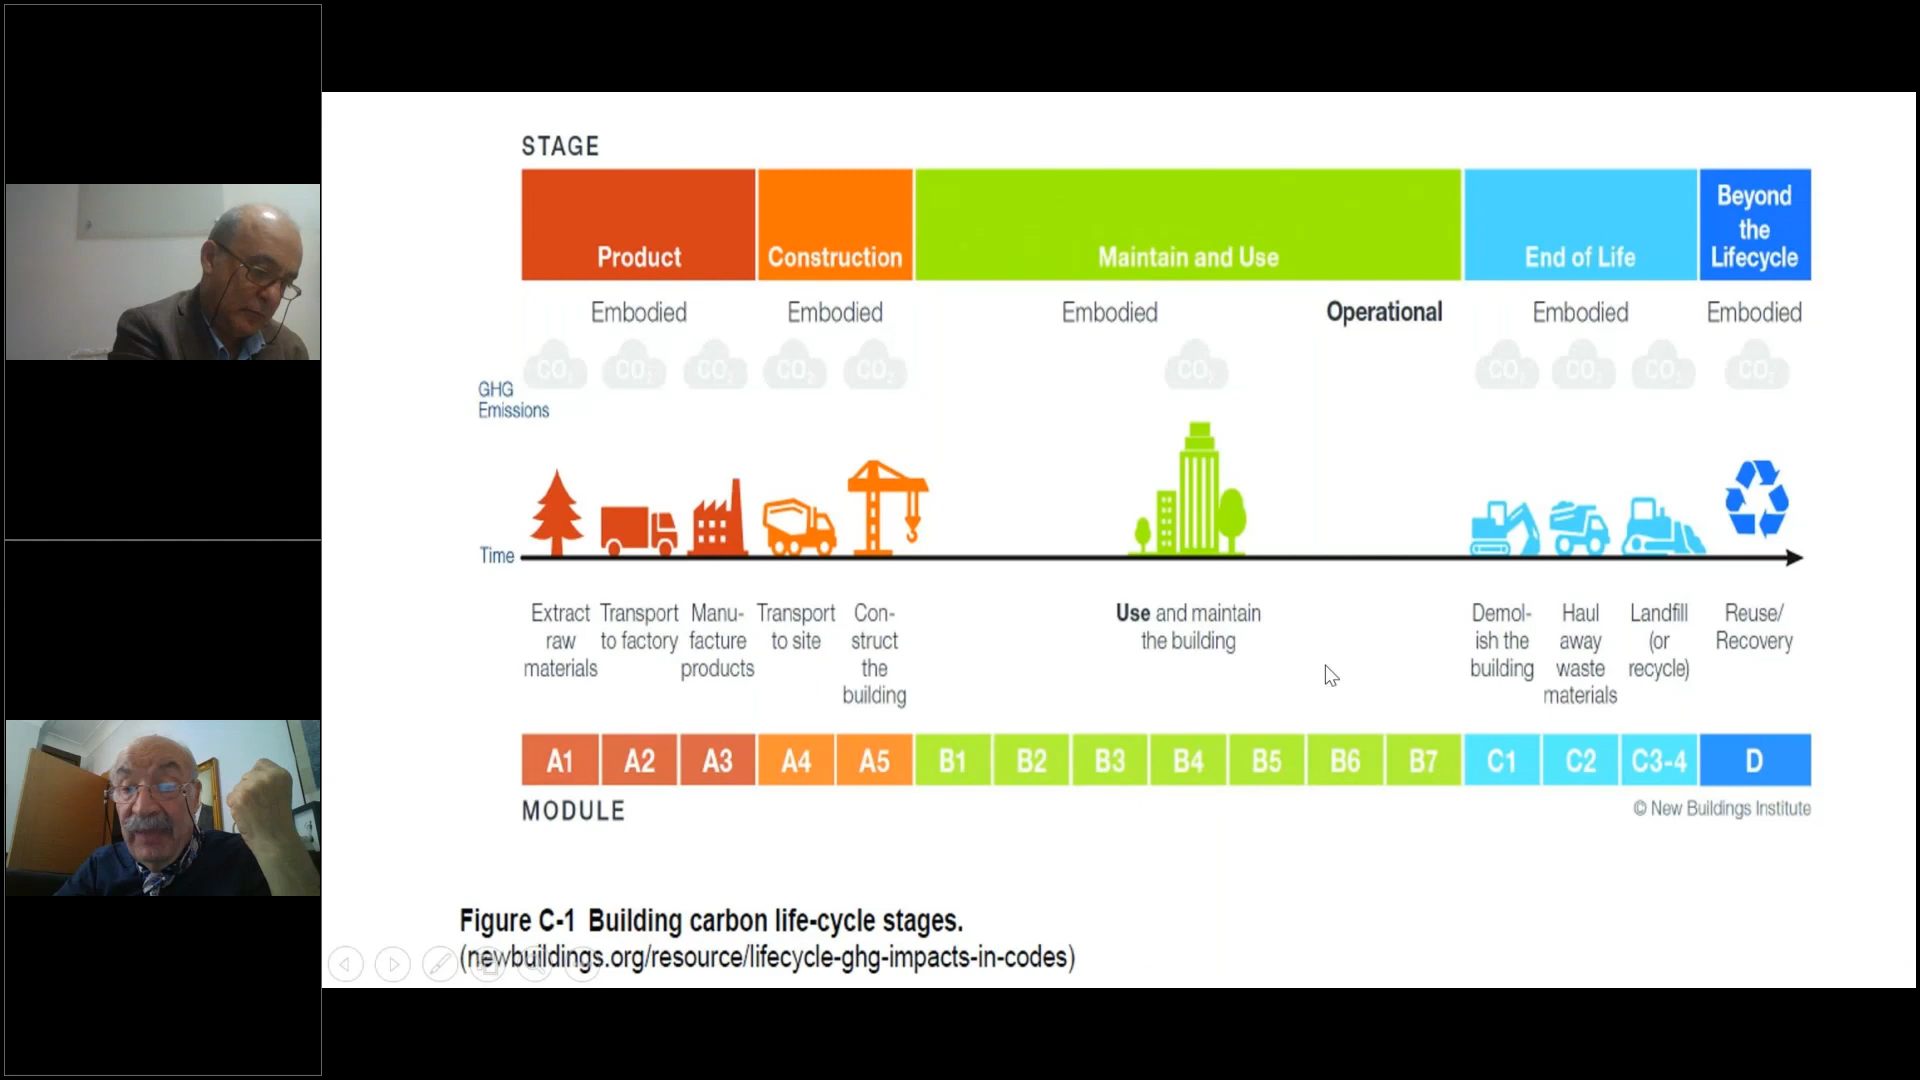 STAGE
Product
Construction
Maintain and Use
End of Life
Beyond
the
Lifecycle
Embodied
Embodied
Embodied
Operational
Embodied
Embodied
CO2
CO2
CO2
CO2
CO2
CO2
CO2
CO2
CO2
CO2
GHG
Emissions
Time
Extract
raw
materials
Transport
to factory
Manu-
facture
products
Transport
to site
Con-
struct
the
building
Use and maintain
the building
Demol-
ish the
building
Haul
away
waste
materials
Landfill
(or
recycle)
Reuse/
Recovery
A1 A2 A3 A4 A5 B1 B2 B3 B4 B5 B6 B7 C1 C2 C3-4 D
MODULE
© New Buildings Institute
Figure C-1 Building carbon life-cycle stages.
(newbuildings.org/resource/lifecycle-ghg-impacts-in-codes)